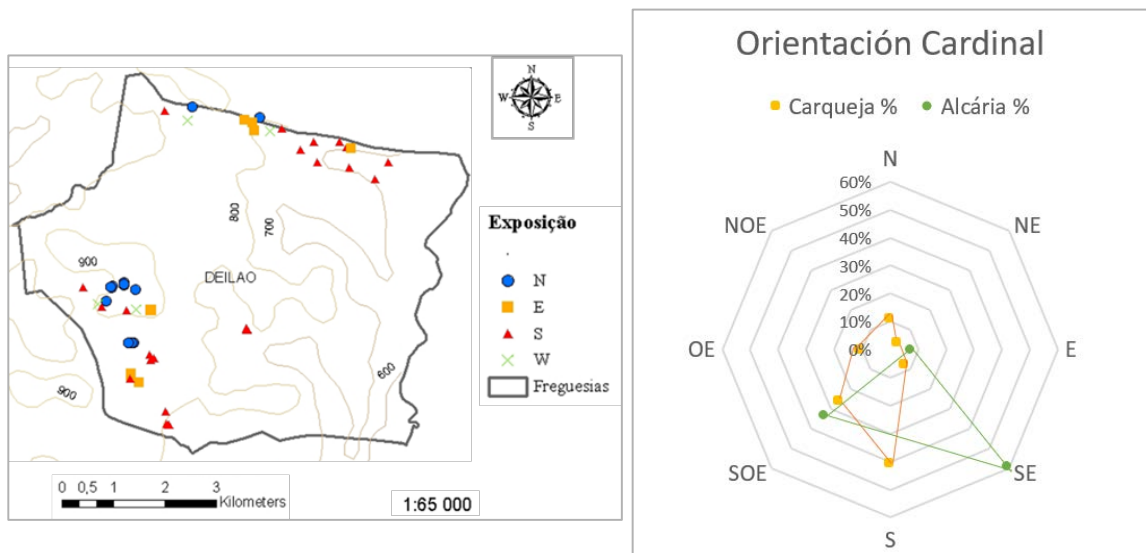 N
W E
S
900
800
700
DEILAO
900
600
Exposição
N
E
S
W
Freguesias
0 0,5 1 2 3
Kilometers
1:65 000
Orientación Cardinal
Carqueja %
Alcária %
N
NE
E
SE
S
SOE
OE
NOE
60%
50%
40%
30%
20%
10%
0%